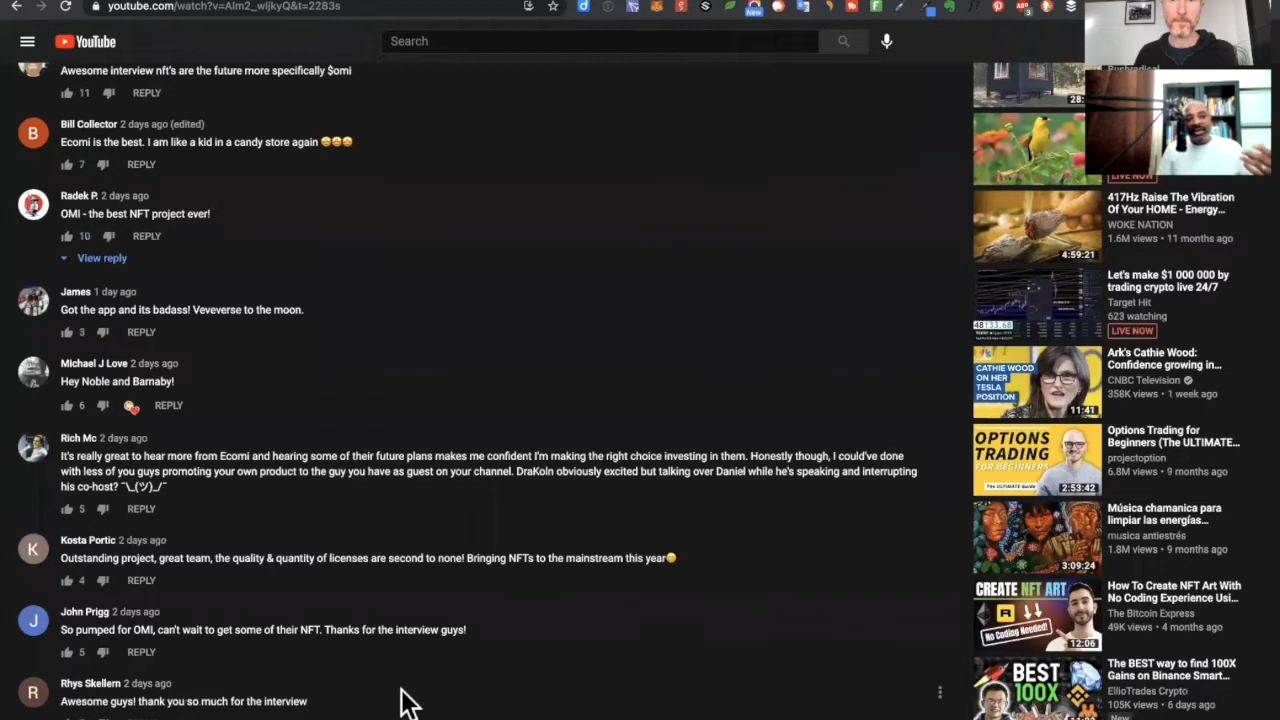 youtube.com/watch?v=AIm2_wljkyQ&t=2283s
New
3
YouTube
Search
Awesome interview nft's are the future more specifically $omi
11 REPLY
B
Bill Collector 2 days ago (edited)
Ecomi is the best. I am like a kid in a candy store again 🤩🤩🤩
7 REPLY
Radek P. 2 days ago
OMI - the best NFT project ever!
10 REPLY
View reply
James 1 day ago
Got the app and its badass! Veveverse to the moon.
3 REPLY
Michael J Love 2 days ago
Hey Noble and Barnaby!
6 REPLY
Rich Mc 2 days ago
It's really great to hear more from Ecomi and hearing some of their future plans makes me confident I'm making the right choice investing in them. Honestly though, I could've done
with less of you guys promoting your own product to the guy you have as guest on your channel. DraKoln obviously excited but talking over Daniel while he's speaking and interrupting
his co-host? ¯\_(ツ)_/¯
5 REPLY
K
Kosta Portic 2 days ago
Outstanding project, great team, the quality & quantity of licenses are second to none! Bringing NFTs to the mainstream this year
4 REPLY
J
John Prigg 2 days ago
So pumped for OMI, can't wait to get some of their NFT. Thanks for the interview guys!
5 REPLY
R
Rhys Skellern 2 days ago
Awesome guys! thank you so much for the interview
28:
LIVE NOW
417Hz Raise The Vibration
Of Your HOME - Energy...
WOKE NATION
1.6M views • 11 months ago
4:59:21
Let's make $1 000 000 by
trading crypto live 24/7
Target Hit
623 watching
LIVE NOW
48133.68
Ark's Cathie Wood:
Confidence growing in...
CNBC Television
358K views • 1 week ago
CATHIE WOOD
ON HER
TESLA
POSITION
11:41
Options Trading for
Beginners (The ULTIMATE...
projectoption
6.8M views • 9 months ago
OPTIONS
TRADING
FOR BEGINNERS
The ULTIMATE Guide
2:53:42
Música chamanica para
limpiar las energías...
musica antiestrés
1.8M views • 9 months ago
3:09:24
How To Create NFT Art With
No Coding Experience Usi...
The Bitcoin Express
49K views • 4 months ago
CREATE NFT ART
No Coding Needed!
12:06
The BEST way to find 100X
Gains on Binance Smart...
EllioTrades Crypto
105K views • 6 days ago
New
BEST
100X